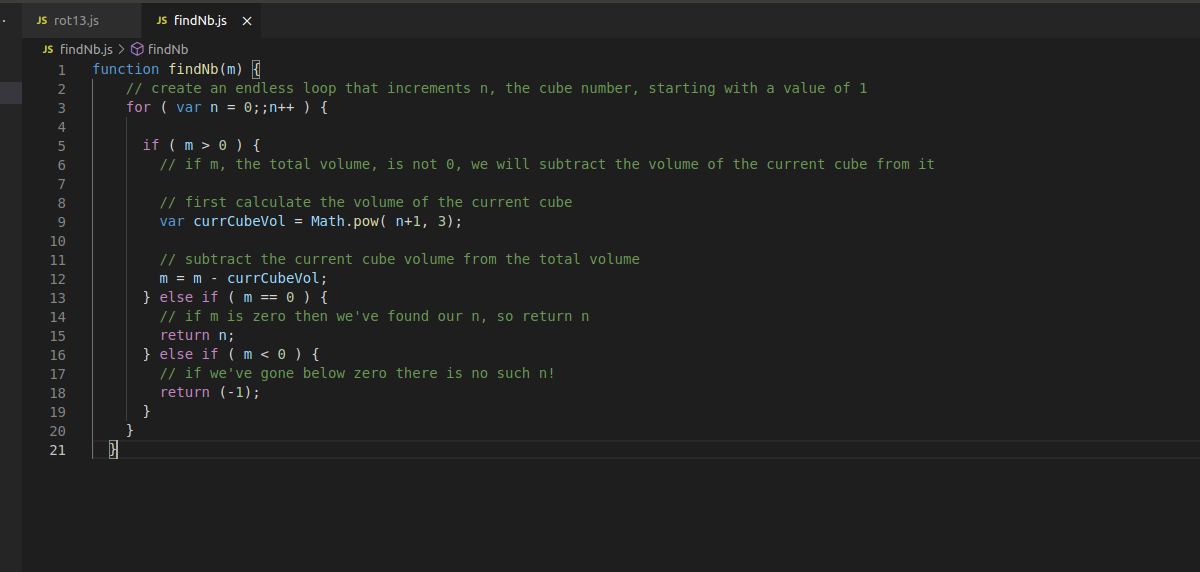 JS rot13.js JS findNb.js ×
JS findNb.js > findNb
1 function findNb(m) {
2 // create an endless loop that increments n, the cube number, starting with a value of 1
3 for ( var n = 0;;n++ ) {
4
5 if ( m > 0 ) {
6 // if m, the total volume, is not 0, we will subtract the volume of the current cube from it
7
8 // first calculate the volume of the current cube
9 var currCubeVol = Math.pow( n+1, 3);
10
11 // subtract the current cube volume from the total volume
12 m = m - currCubeVol;
13 } else if ( m == 0 ) {
14 // if m is zero then we've found our n, so return n
15 return n;
16 } else if ( m < 0 ) {
17 // if we've gone below zero there is no such n!
18 return (-1);
19 }
20 }
21 }